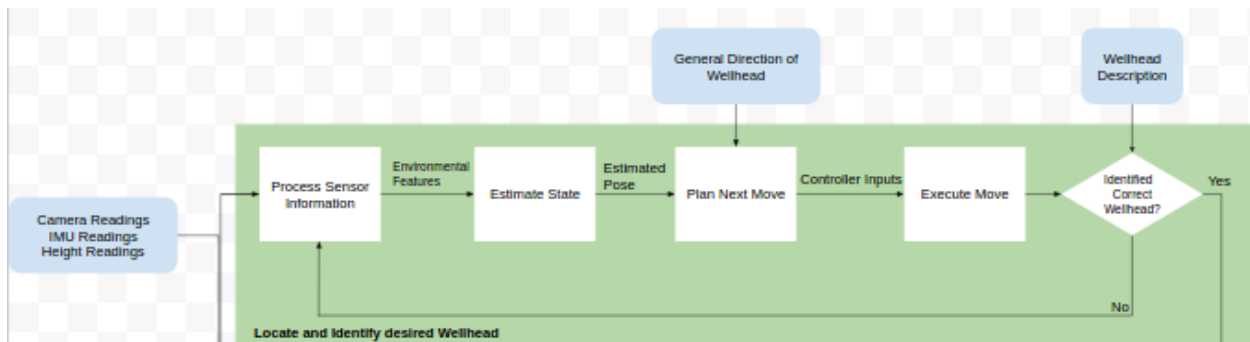 General Direction of
Wellhead
Wellhead
Description
Camera Readings
IMU Readings
Height Readings
Process Sensor
Information
Environmental
Features
Estimate State
Estimated
Pose
Plan Next Move
Controller Inputs
Execute Move
Identified
Correct
Wellhead?
Yes
No
Locate and Identify desired Wellhead